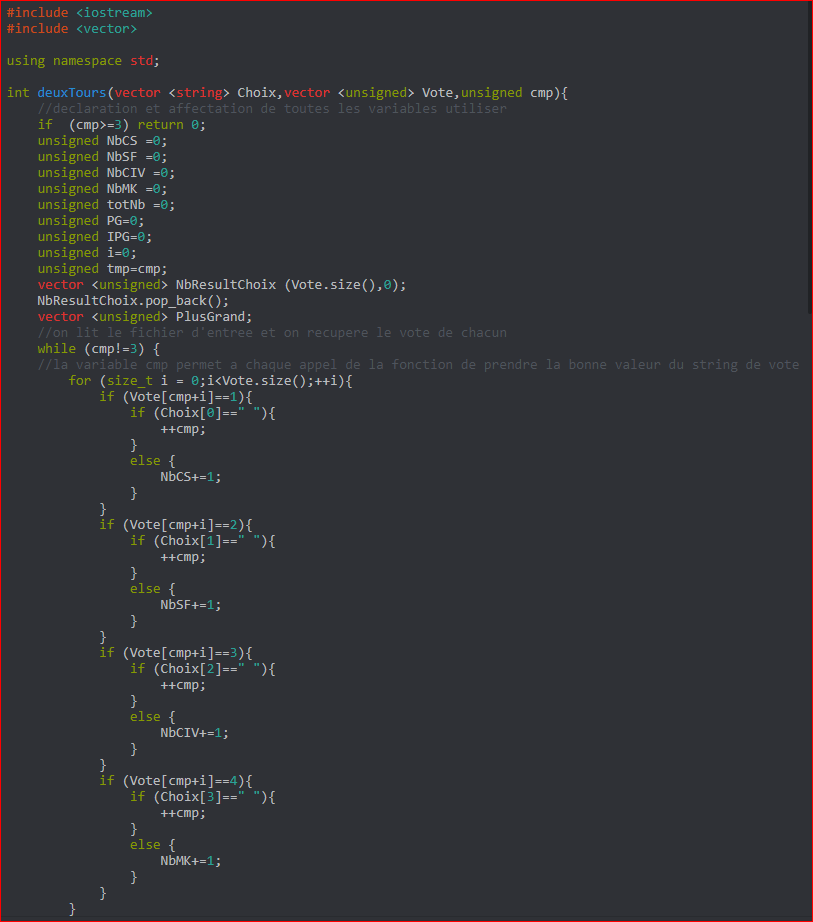 #include <iostream>
#include <vector>

using namespace std;

int deuxTours(vector <string> Choix,vector <unsigned> Vote,unsigned cmp){
    //declaration et affectation de toutes les variables utiliser
    if  (cmp>=3) return 0;
    unsigned NbCS =0;
    unsigned NbSF =0;
    unsigned NbCIV =0;
    unsigned NbMK =0;
    unsigned totNb =0;
    unsigned PG=0;
    unsigned IPG=0;
    unsigned i=0;
    unsigned tmp=cmp;
    vector <unsigned> NbResultChoix (Vote.size(),0);
    NbResultChoix.pop_back();
    vector <unsigned> PlusGrand;
    //on lit le fichier d'entree et on recupere le vote de chacun
    while (cmp!=3) {
    //la variable cmp permet a chaque appel de la fonction de prendre la bonne valeur du string de vote
        for (size_t i = 0;i<Vote.size();++i){
            if (Vote[cmp+i]==1){
                if (Choix[0]==" "){
                    ++cmp;
                }
                else {
                    NbCS+=1;
                }
            }
            if (Vote[cmp+i]==2){
                if (Choix[1]==" "){
                    ++cmp;
                }
                else {
                    NbSF+=1;
                }
            }
            if (Vote[cmp+i]==3){
                if (Choix[2]==" "){
                    ++cmp;
                }
                else {
                    NbCIV+=1;
                }
            }
            if (Vote[cmp+i]==4){
                if (Choix[3]==" "){
                    ++cmp;
                }
                else {
                    NbMK+=1;
                }
            }
        }